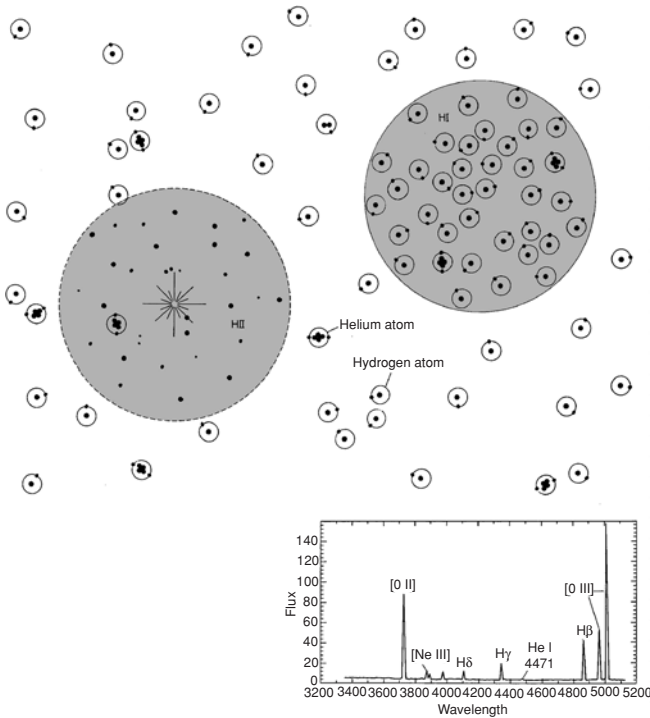 HI
HII
Helium atom
Hydrogen atom
140
120
100
80
60
40
20
0
Flux
[0 II]
[Ne III]
Hδ
Hγ
He I
4471
Hβ
[0 III]
3200 3400 3600 3800 4000 4200 4400 4600 4800 5000 5200
Wavelength